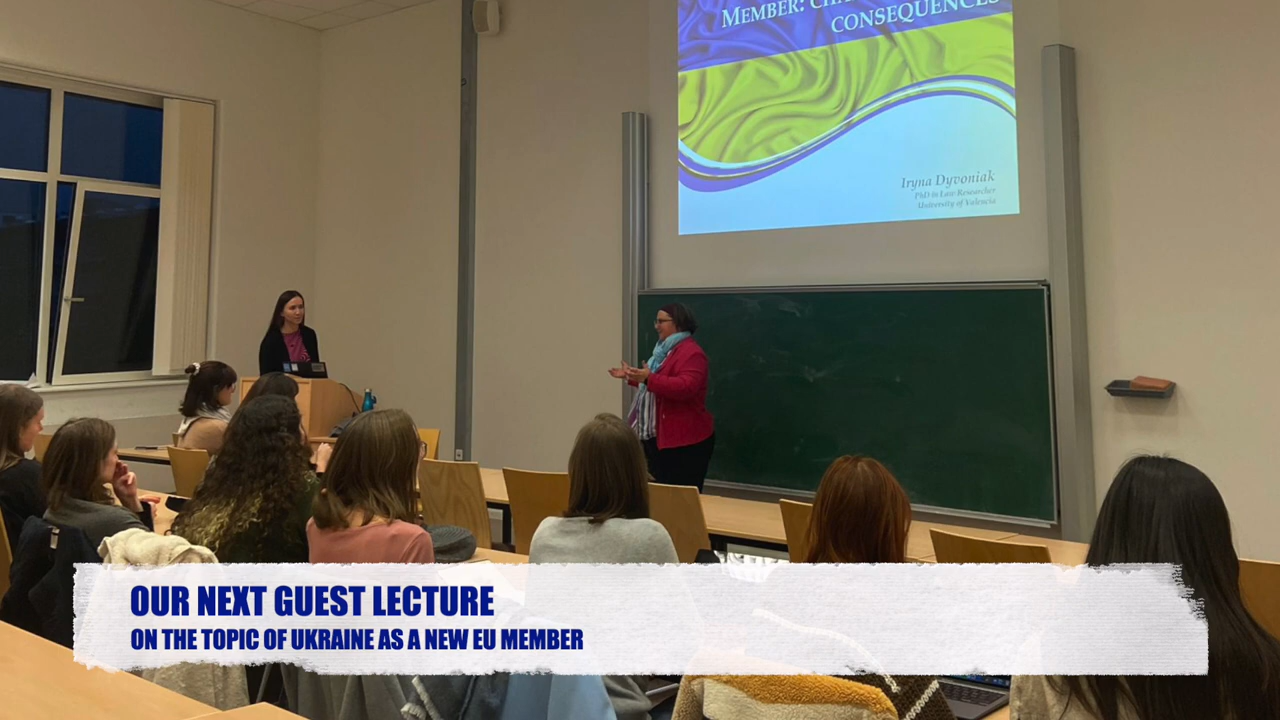 MEMBER:
CONSEQUENCES
Iryna Dyvoniak
PhD in Law Researcher
University of Valencia
OUR NEXT GUEST LECTURE
ON THE TOPIC OF UKRAINE AS A NEW EU MEMBER